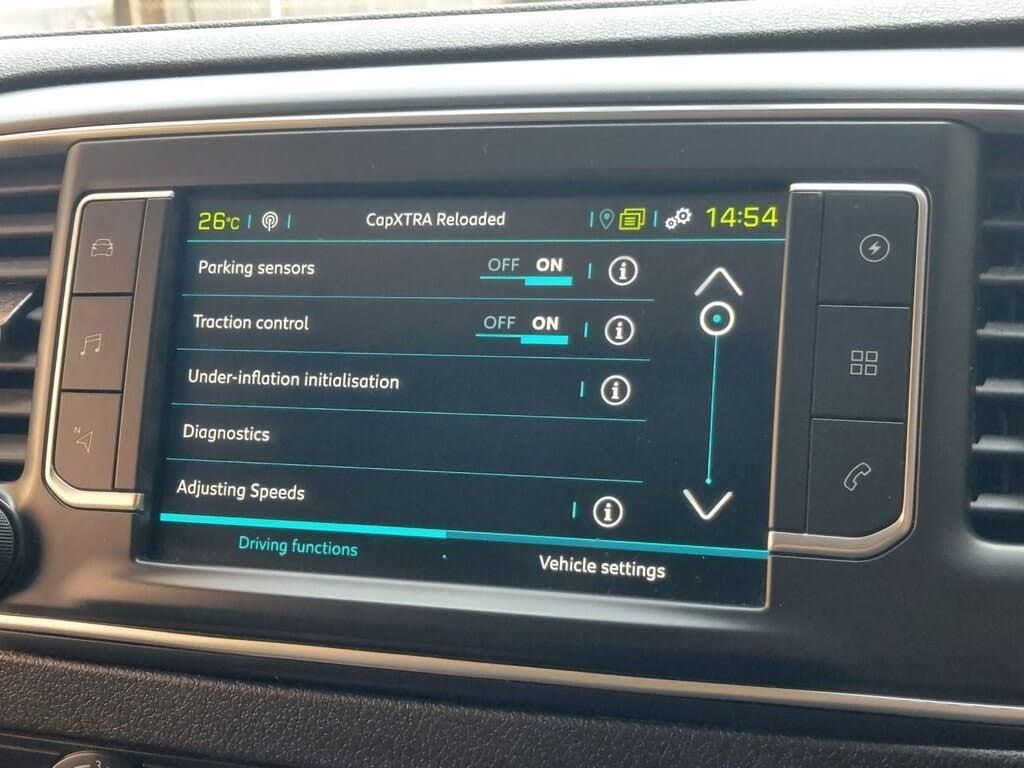 26°C CapXTRA Reloaded 14:54
Parking sensors OFF ON i
Traction control OFF ON i
Under-inflation initialisation i
Diagnostics
Adjusting Speeds i
Driving functions Vehicle settings
N
3